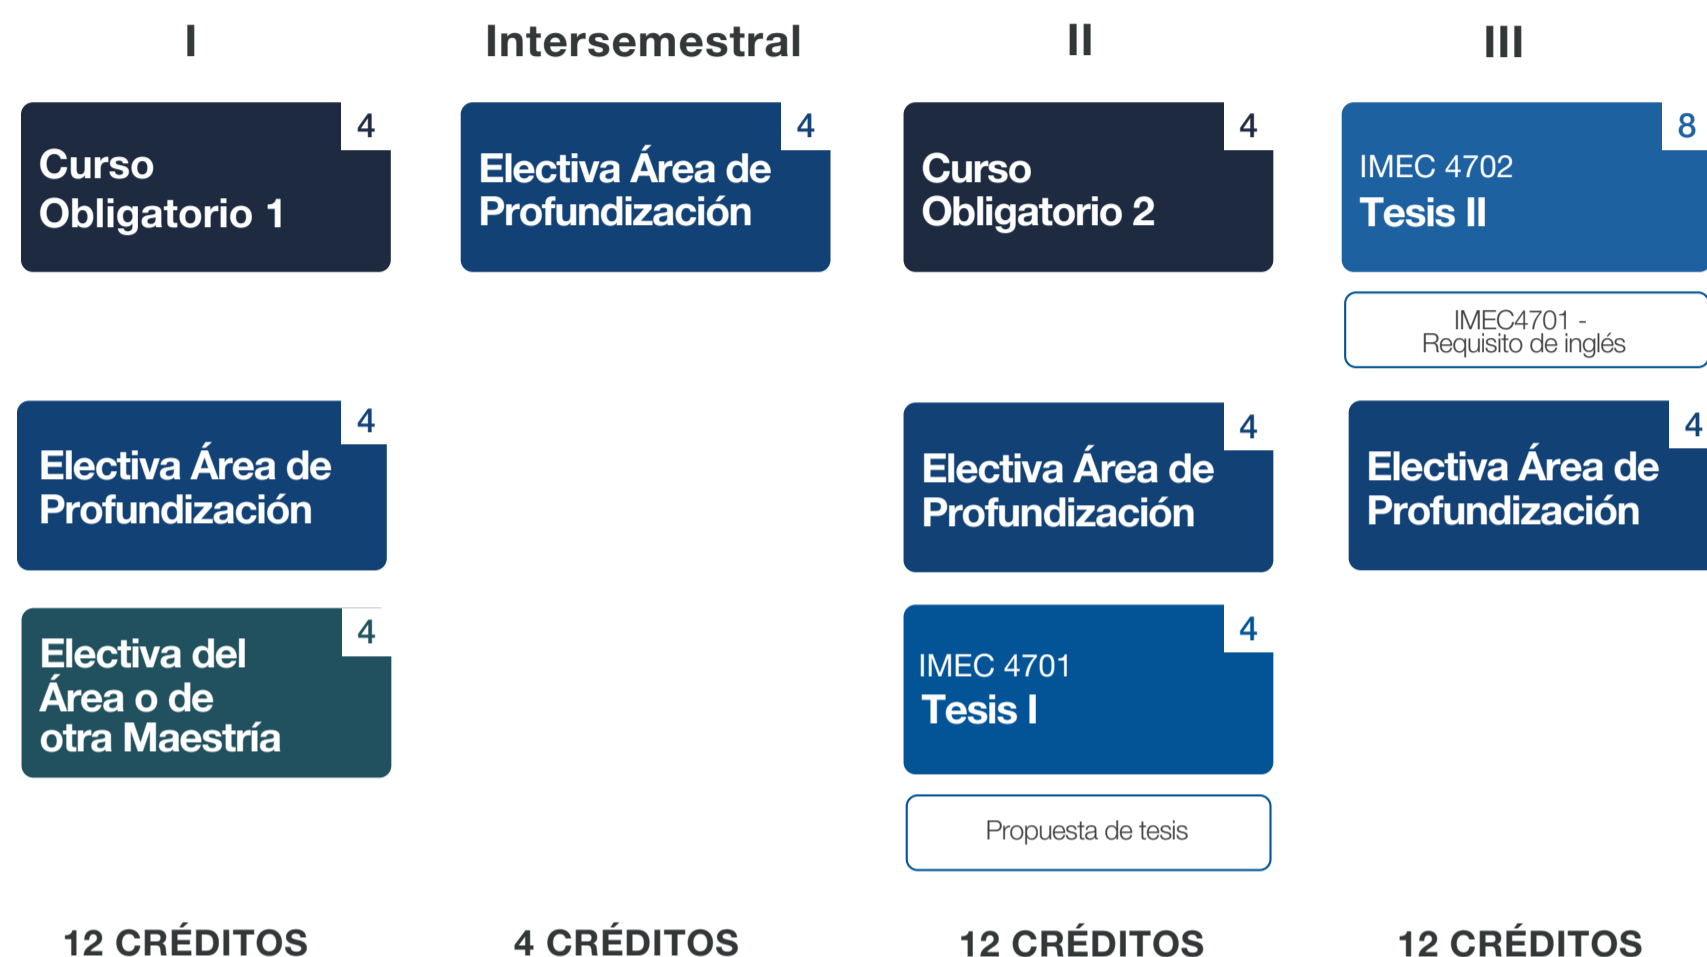 I
Intersemestral
II
III
4
Curso
Obligatorio 1
4
Electiva Área de
Profundización
4
Curso
Obligatorio 2
8
IMEC 4702
Tesis II
IMEC4701 -
Requisito de inglés
4
Electiva Área de
Profundización
4
Electiva Área de
Profundización
4
Electiva Área de
Profundización
4
Electiva del
Área o de
otra Maestría
4
IMEC 4701
Tesis I
Propuesta de tesis
12 CRÉDITOS
4 CRÉDITOS
12 CRÉDITOS
12 CRÉDITOS